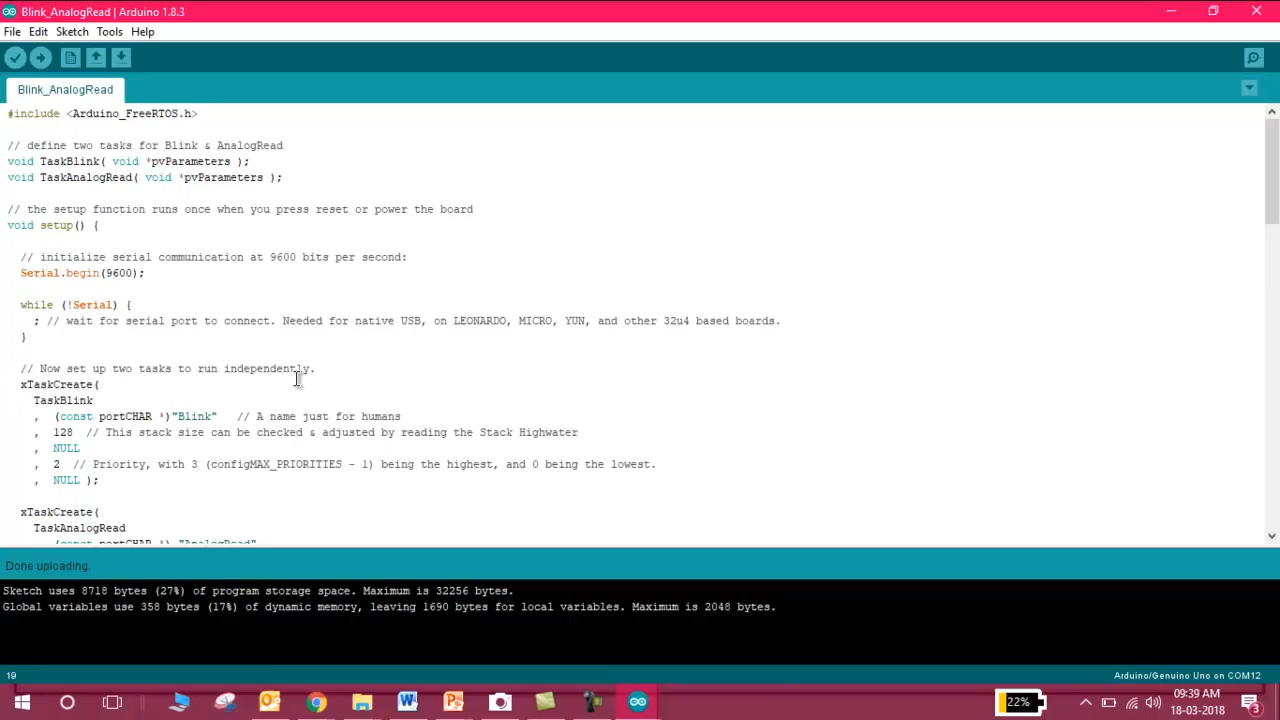 Blink_AnalogRead | Arduino 1.8.3
File Edit Sketch Tools Help
Blink_AnalogRead
#include <Arduino_FreeRTOS.h>
// define two tasks for Blink & AnalogRead
void TaskBlink( void *pvParameters );
void TaskAnalogRead( void *pvParameters );
// the setup function runs once when you press reset or power the board
void setup() {
// initialize serial communication at 9600 bits per second:
Serial.begin(9600);
while (!Serial) {
; // wait for serial port to connect. Needed for native USB, on LEONARDO, MICRO, YUN, and other 32u4 based boards.
}
// Now set up two tasks to run independently.
xTaskCreate(
TaskBlink
, (const portCHAR *)"Blink" // A name just for humans
, 128 // This stack size can be checked & adjusted by reading the Stack Highwater
, NULL
, 2 // Priority, with 3 (configMAX_PRIORITIES - 1) being the highest, and 0 being the lowest.
, NULL );
xTaskCreate(
TaskAnalogRead
, (const portCHAR *) "AnalogRead"
Done uploading.
Sketch uses 8718 bytes (27%) of program storage space. Maximum is 32256 bytes.
Global variables use 358 bytes (17%) of dynamic memory, leaving 1690 bytes for local variables. Maximum is 2048 bytes.
19
Arduino/Genuino Uno on COM12
22%
09:39 AM
18-03-2018
3